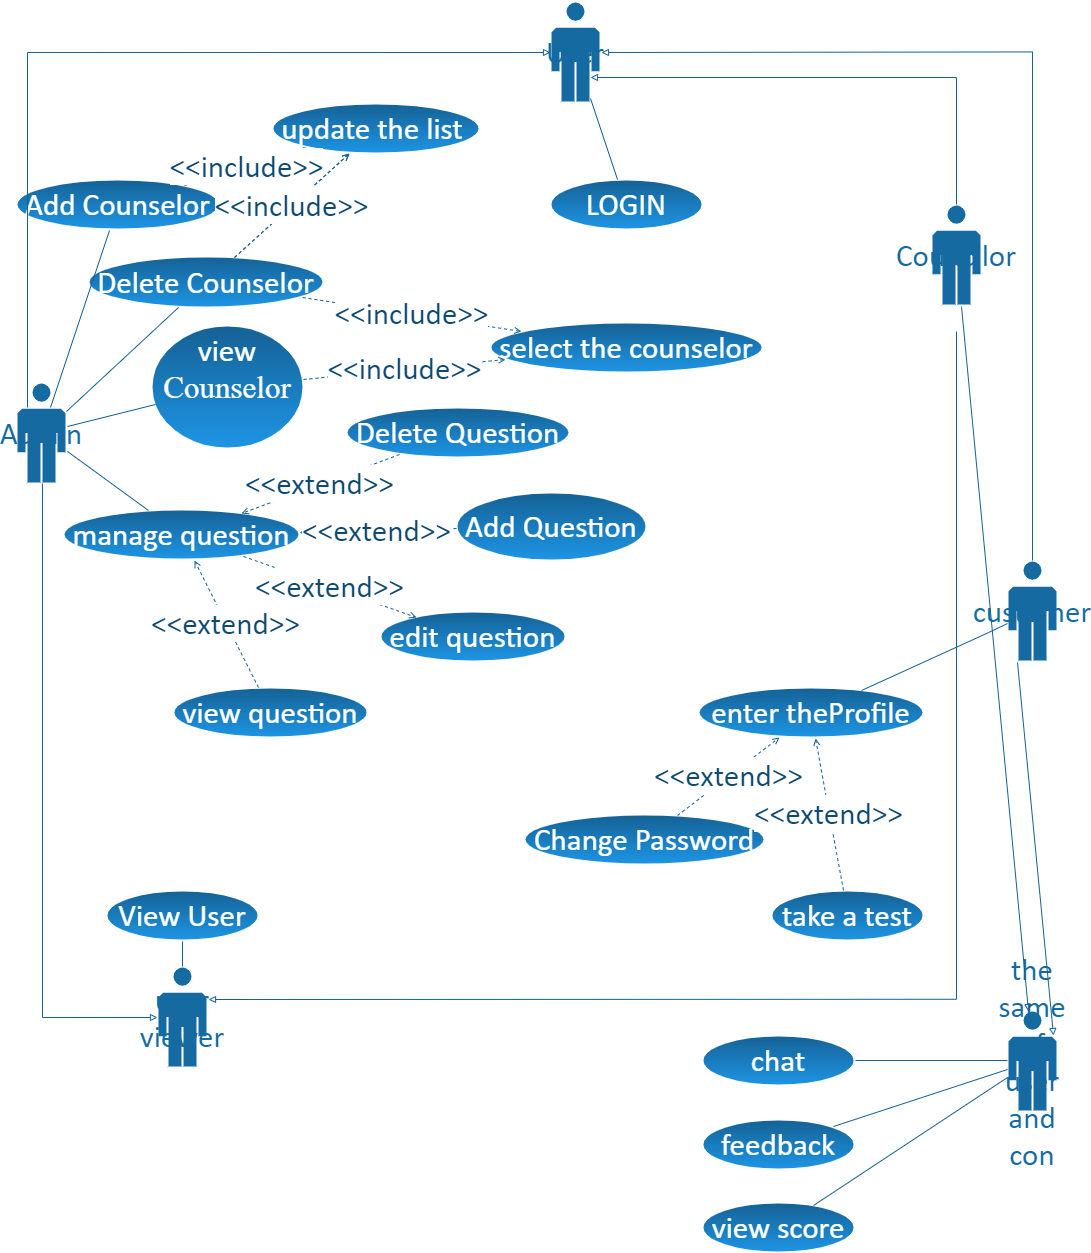 update the list
<<include>>
Add Counselor
<<include>>
LOGIN
Delete Counselor
<<include>>
select the counselor
view
Counselor
<<include>>
Delete Question
<<extend>>
manage question
<<extend>>
Add Question
<<extend>>
edit question
<<extend>>
view question
enter theProfile
<<extend>>
Change Password
<<extend>>
take a test
View User
viewer
the
same
user
and
con
chat
feedback
view score